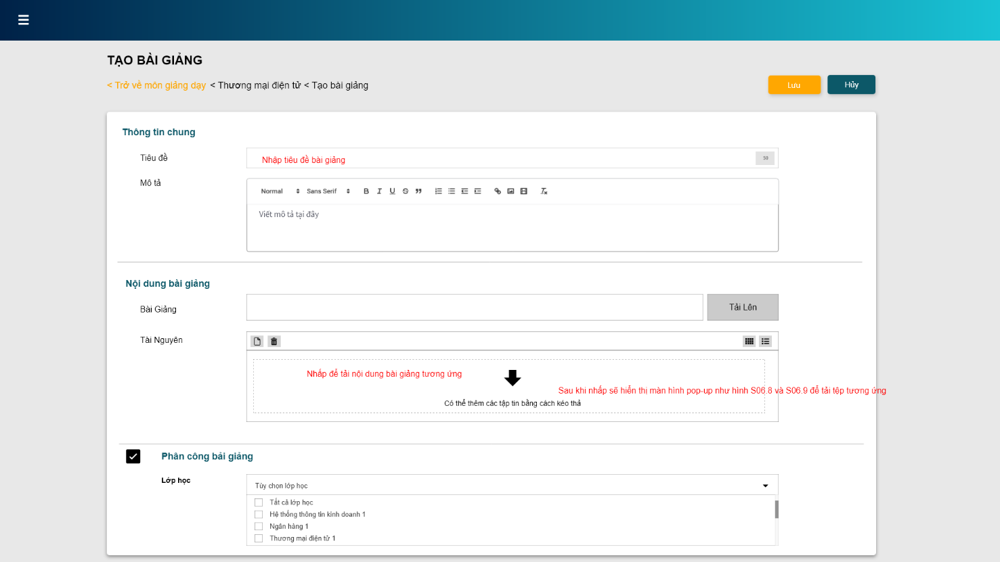 TẠO BÀI GIẢNG
< Trở về môn giảng dạy < Thương mại điện tử < Tạo bài giảng
Lưu
Hủy
Thông tin chung
Tiêu đề
Nhập tiêu đề bài giảng
50
Mô tả
Normal
Sans Serif
Viết mô tả tại đây
Nội dung bài giảng
Bài Giảng
Tải Lên
Tài Nguyên
Nhấp để tải nội dung bài giảng tương ứng
Sau khi nhấp sẽ hiển thị màn hình pop-up như hình S06.8 và S06.9 để tải tệp tương ứng
Có thể thêm các tập tin bằng cách kéo thả
Phân công bài giảng
Lớp học
Tùy chọn lớp học
Tất cả lớp học
Hệ thống thông tin kinh doanh 1
Ngân hàng 1
Thương mại điện tử 1